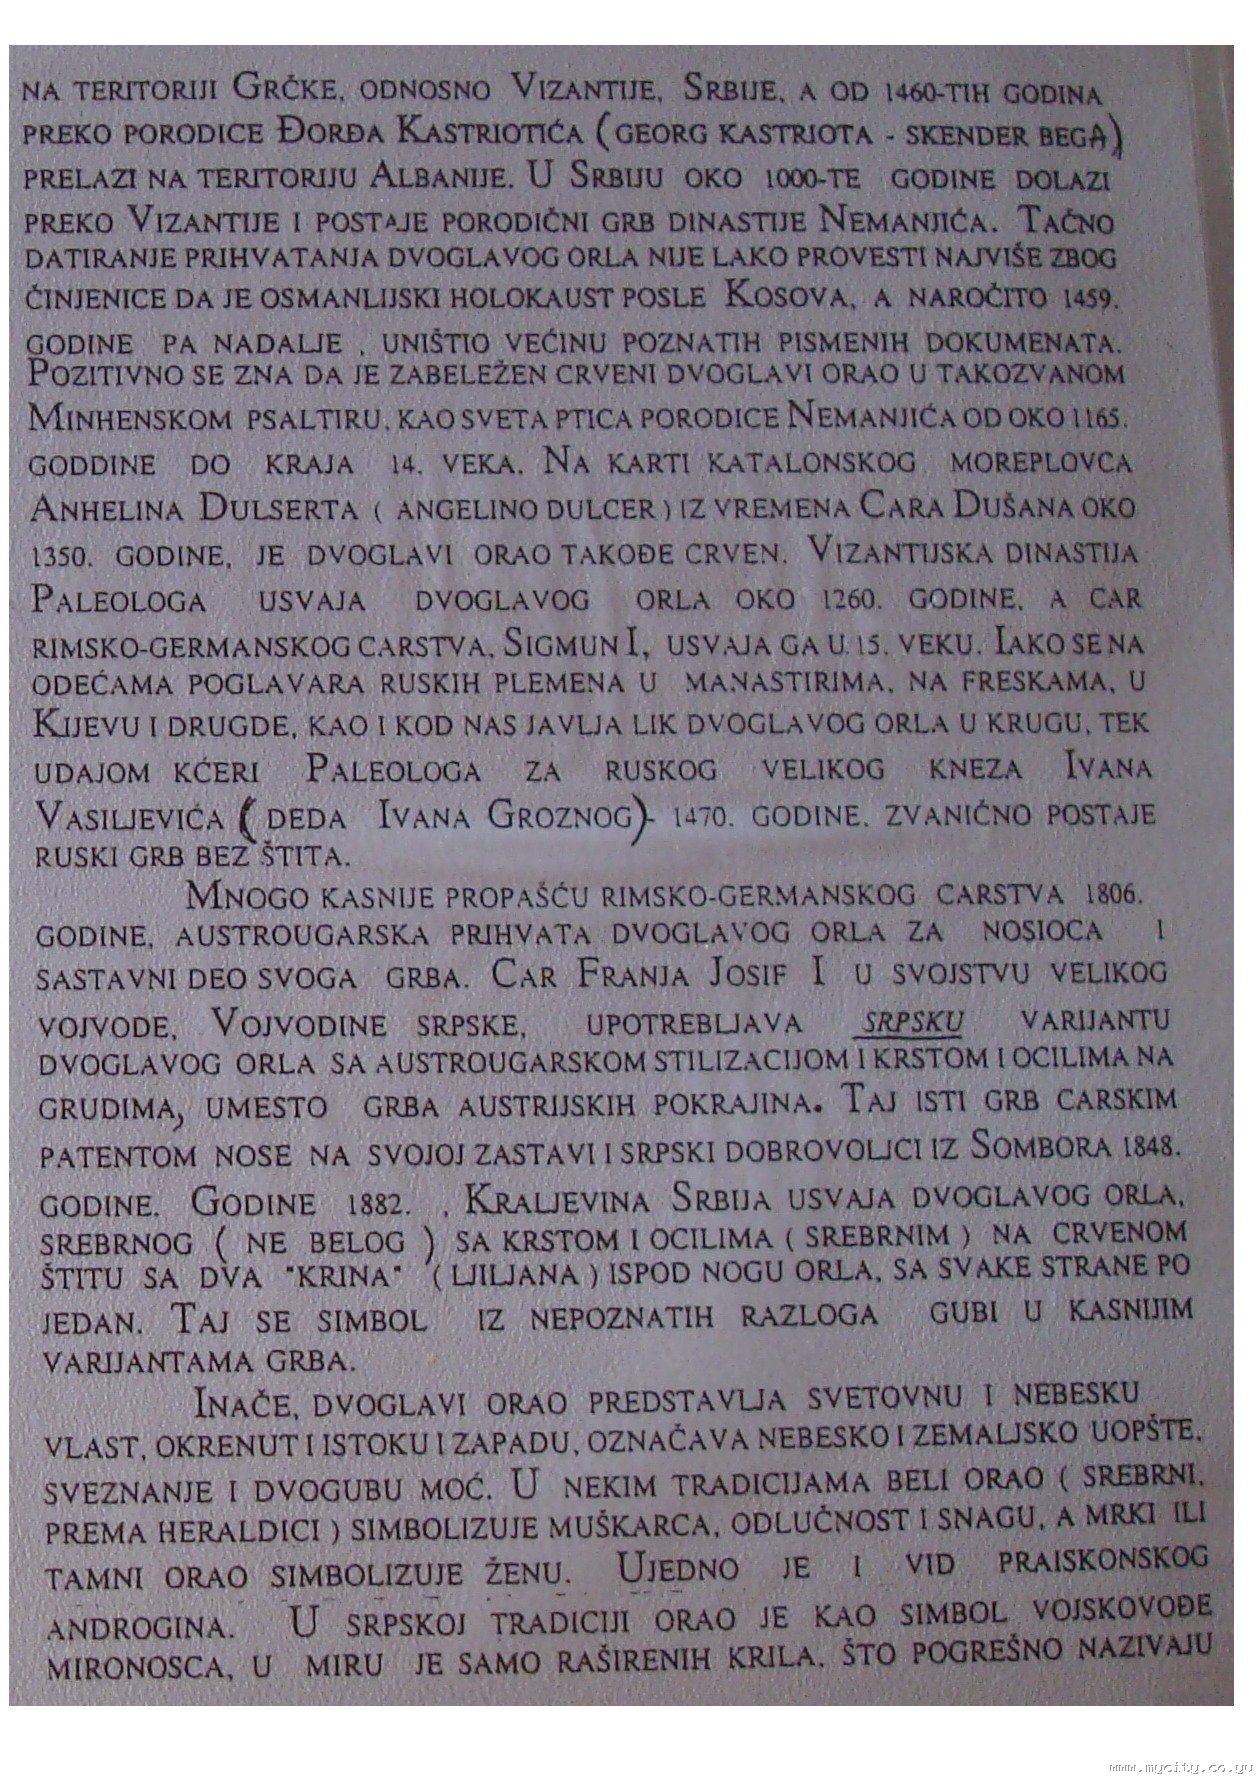 NA TERITORIJI GRČKE, ODNOSNO VIZANTIJE, SRBIJE, A OD 1460-TIH GODINA
PREKO PORODICE ĐORĐA KASTRIOTIĆA (GEORG KASTRIOTA - SKENDER BEGA)
PRELAZI NA TERITORIJU ALBANIJE. U SRBIJU OKO 1000-TE GODINE DOLAZI
PREKO VIZANTIJE I POSTAJE PORODIČNI GRB DINASTIJE NEMANJIĆA. TAČNO
DATIRANJE PRIHVATANJA DVOGLAVOG ORLA NIJE LAKO PROVESTI NAJVIŠE ZBOG
ČINJENICE DA JE OSMANLIJSKI HOLOKAUST POSLE KOSOVA, A NAROČITO 1459.
GODINE PA NADALJE , UNIŠTIO VEĆINU POZNATIH PISMENIH DOKUMENATA.
POZITIVNO SE ZNA DA JE ZABELEŽEN CRVENI DVOGLAVI ORAO U TAKOZVANOM
MINHENSKOM PSALTIRU, KAO SVETA PTICA PORODICE NEMANJIĆA OD OKO 1165.
GODDINE DO KRAJA 14. VEKA. NA KARTI KATALONSKOG MOREPLOVCA
ANHELINA DULSERTA ( ANGELINO DULCER ) IZ VREMENA CARA DUŠANA OKO
1350. GODINE, JE DVOGLAVI ORAO TAKOĐE CRVEN. VIZANTIJSKA DINASTIJA
PALEOLOGA USVAJA DVOGLAVOG ORLA OKO 1260. GODINE, A CAR
RIMSKO-GERMANSKOG CARSTVA, SIGMUN I, USVAJA GA U 15. VEKU. IAKO SE NA
ODEĆAMA POGLAVARA RUSKIH PLEMENA U MANASTIRIMA, NA FRESKAMA, U
KIJEVU I DRUGDE, KAO I KOD NAS JAVLJA LIK DVOGLAVOG ORLA U KRUGU, TEK
UDAJOM KĆERI PALEOLOGA ZA RUSKOG VELIKOG KNEZA IVANA
VASILJEVIĆA ( DEDA IVANA GROZNOG)- 1470. GODINE, ZVANIČNO POSTAJE
RUSKI GRB BEZ ŠTITA.
MNOGO KASNIJE PROPAŠĆU RIMSKO-GERMANSKOG CARSTVA 1806.
GODINE, AUSTROUGARSKA PRIHVATA DVOGLAVOG ORLA ZA NOSIOCA I
SASTAVNI DEO SVOGA GRBA. CAR FRANJA JOSIF I U SVOJSTVU VELIKOG
VOJVODE, VOJVODINE SRPSKE, UPOTREBLJAVA SRPSKU VARIJANTU
DVOGLAVOG ORLA SA AUSTROUGARSKOM STILIZACIJOM I KRSTOM I OCILIMA NA
GRUDIMA, UMESTO GRBA AUSTRIJSKIH POKRAJINA. TAJ ISTI GRB CARSKIM
PATENTOM NOSE NA SVOJOJ ZASTAVI I SRPSKI DOBROVOLJCI IZ SOMBORA 1848.
GODINE. GODINE 1882. , KRALJEVINA SRBIJA USVAJA DVOGLAVOG ORLA,
SREBRNOG ( NE BELOG ) SA KRSTOM I OCILIMA ( SREBRNIM ) NA CRVENOM
ŠTITU SA DVA "KRINA" ( LJILJANA ) ISPOD NOGU ORLA, SA SVAKE STRANE PO
JEDAN. TAJ SE SIMBOL IZ NEPOZNATIH RAZLOGA GUBI U KASNIJIM
VARIJANTAMA GRBA.
INAČE, DVOGLAVI ORAO PREDSTAVLJA SVETOVNU I NEBESKU
VLAST, OKRENUT I ISTOKU I ZAPADU, OZNAČAVA NEBESKO I ZEMALJSKO UOPŠTE,
SVEZNANJE I DVOGUBU MOĆ. U NEKIM TRADICIJAMA BELI ORAO ( SREBRNI,
PREMA HERALDICI ) SIMBOLIZUJE MUŠKARCA, ODLUČNOST I SNAGU, A MRKI ILI
TAMNI ORAO SIMBOLIZUJE ŽENU. UJEDNO JE I VID PRAISKONSKOG
ANDROGINA. U SRPSKOJ TRADICIJI ORAO JE KAO SIMBOL VOJSKOVOĐE
MIRONOSCA, U MIRU JE SAMO RAŠIRENIH KRILA, ŠTO POGREŠNO NAZIVAJU
www.mycity.co.yu